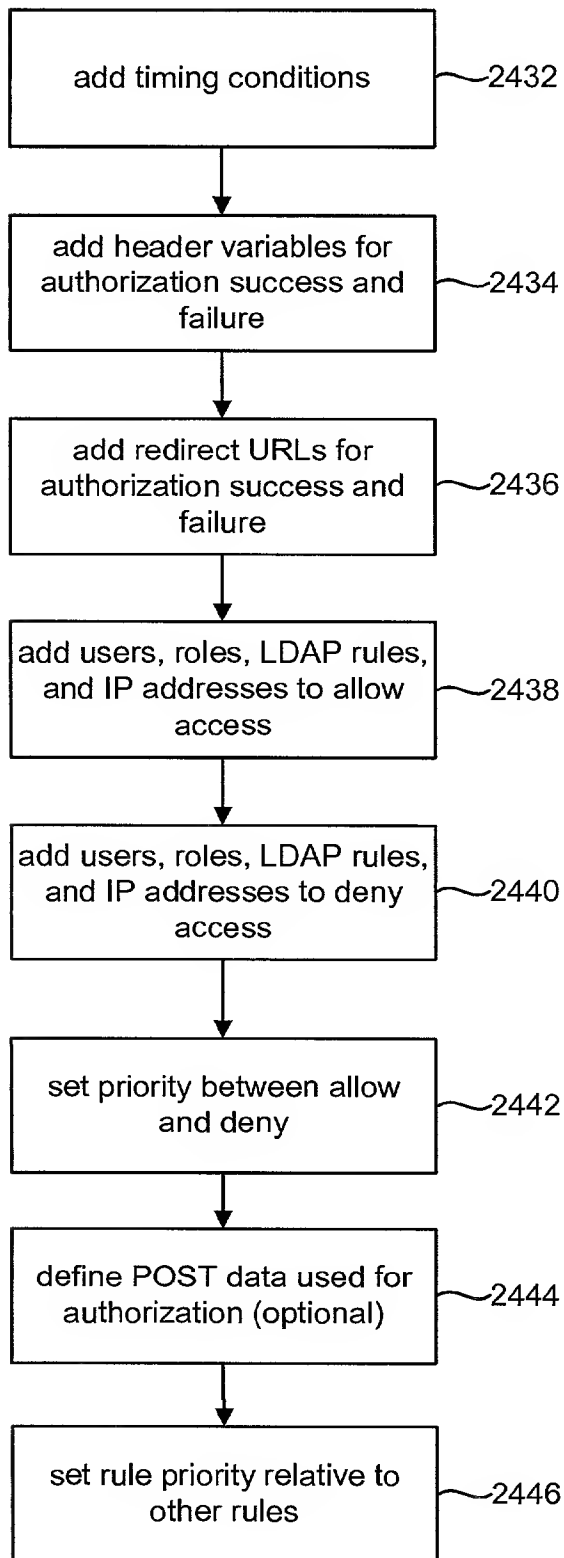 add timing conditions
2432
add header variables for
authorization success and
failure
2434
add redirect URLs for
authorization success and
failure
2436
add users, roles, LDAP rules,
and IP addresses to allow
access
2438
add users, roles, LDAP rules,
and IP addresses to deny
access
2440
set priority between allow
and deny
2442
define POST data used for
authorization (optional)
2444
set rule priority relative to
other rules
2446